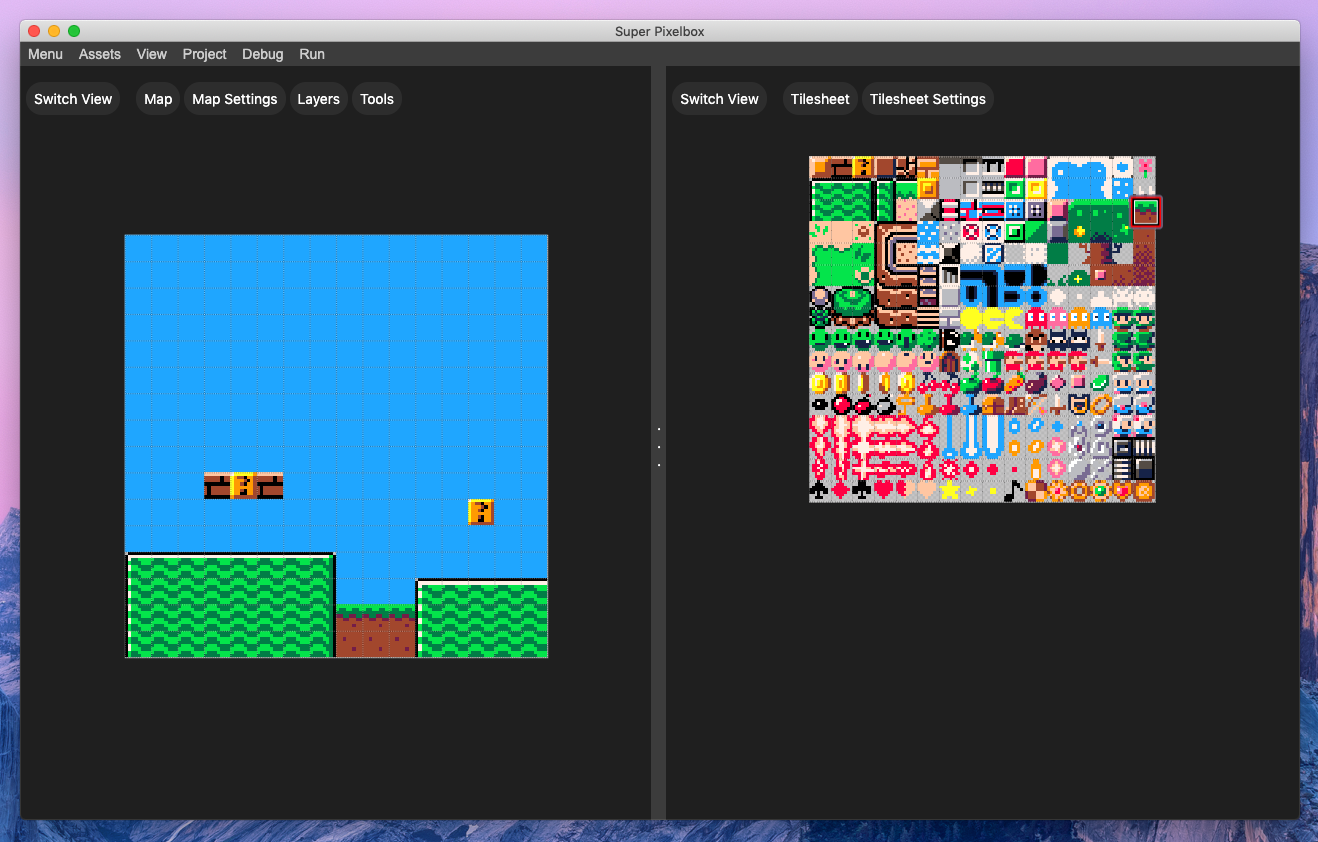 Super Pixelbox
Menu Assets View Project Debug Run
Switch View Map Map Settings Layers Tools
Switch View Tilesheet Tilesheet Settings